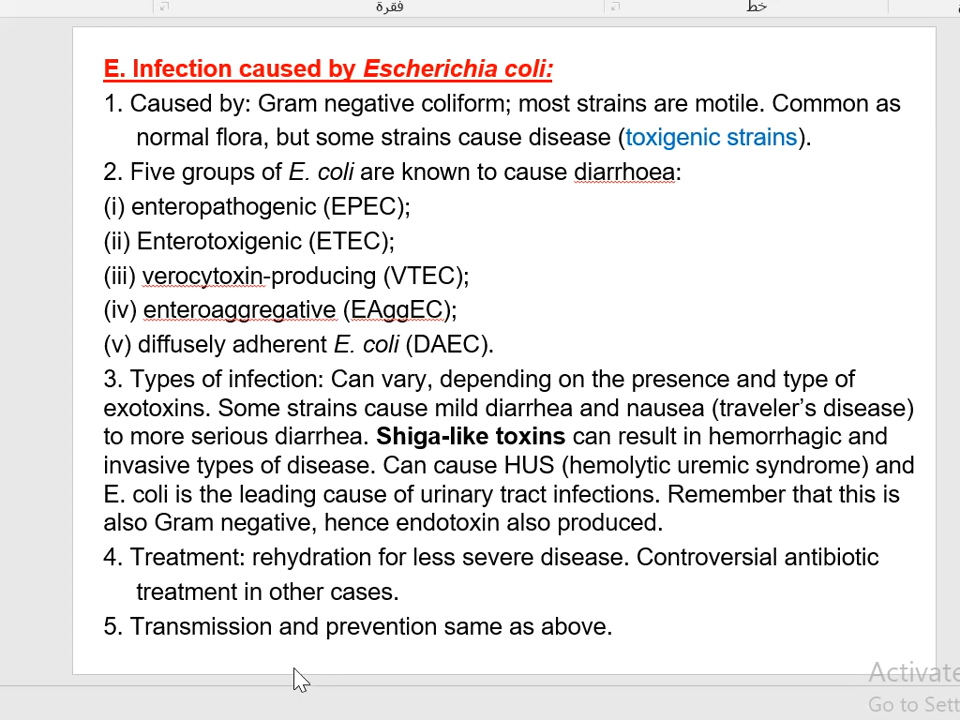 فقرة
خط
E. Infection caused by Escherichia coli:
1. Caused by: Gram negative coliform; most strains are motile. Common as
normal flora, but some strains cause disease (toxigenic strains).
2. Five groups of E. coli are known to cause diarrhoea:
(i) enteropathogenic (EPEC);
(ii) Enterotoxigenic (ETEC);
(iii) verocytoxin-producing (VTEC);
(iv) enteroaggregative (EAggEC);
(v) diffusely adherent E. coli (DAEC).
3. Types of infection: Can vary, depending on the presence and type of
exotoxins. Some strains cause mild diarrhea and nausea (traveler’s disease)
to more serious diarrhea. Shiga-like toxins can result in hemorrhagic and
invasive types of disease. Can cause HUS (hemolytic uremic syndrome) and
E. coli is the leading cause of urinary tract infections. Remember that this is
also Gram negative, hence endotoxin also produced.
4. Treatment: rehydration for less severe disease. Controversial antibiotic
treatment in other cases.
5. Transmission and prevention same as above.
Activate
Go to Sett